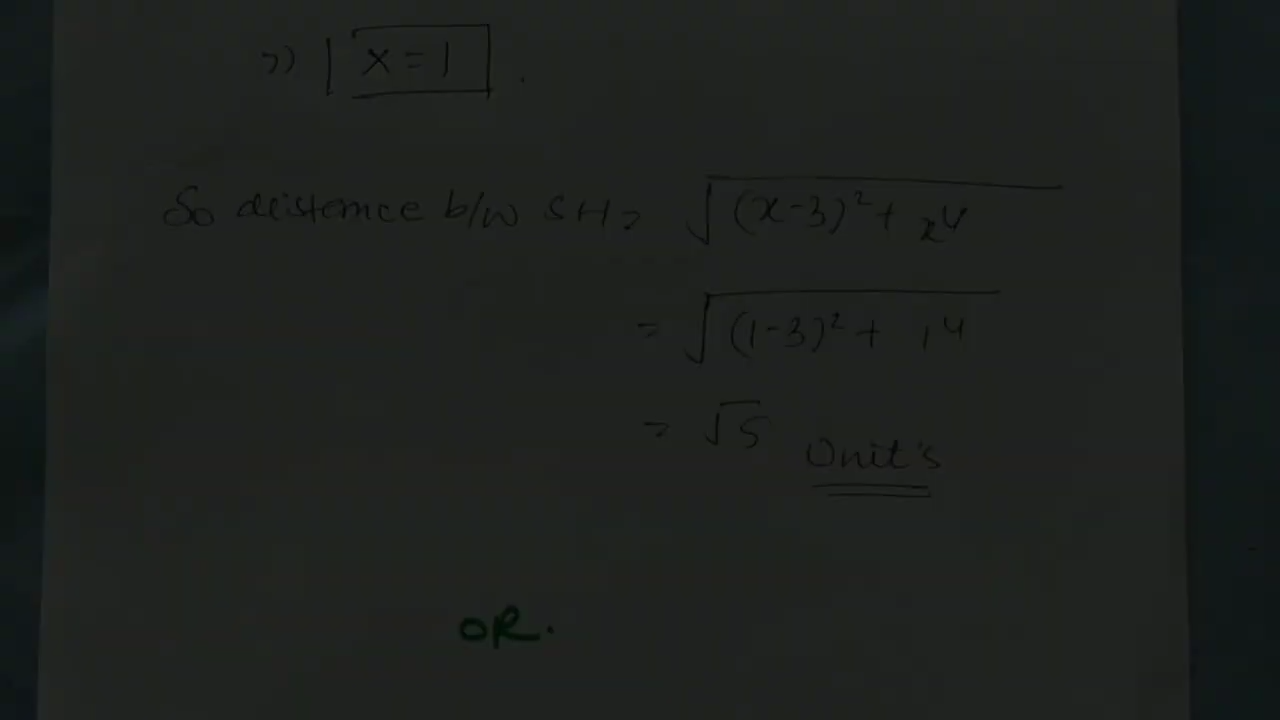 ⇒ x = 1 .
So distance b/w SH = √(x-3)² + x⁴
= √(1-3)² + 1⁴
= √5 Unit's
OR.